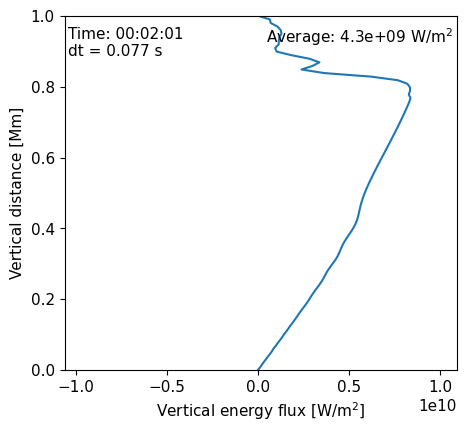 Time: 00:02:01
dt = 0.077 s
Average: 4.3e+09 W/m²
Vertical distance [Mm]
1.0
0.8
0.6
0.4
0.2
0.0
−1.0 −0.5 0.0 0.5 1.0
1e10
Vertical energy flux [W/m²]